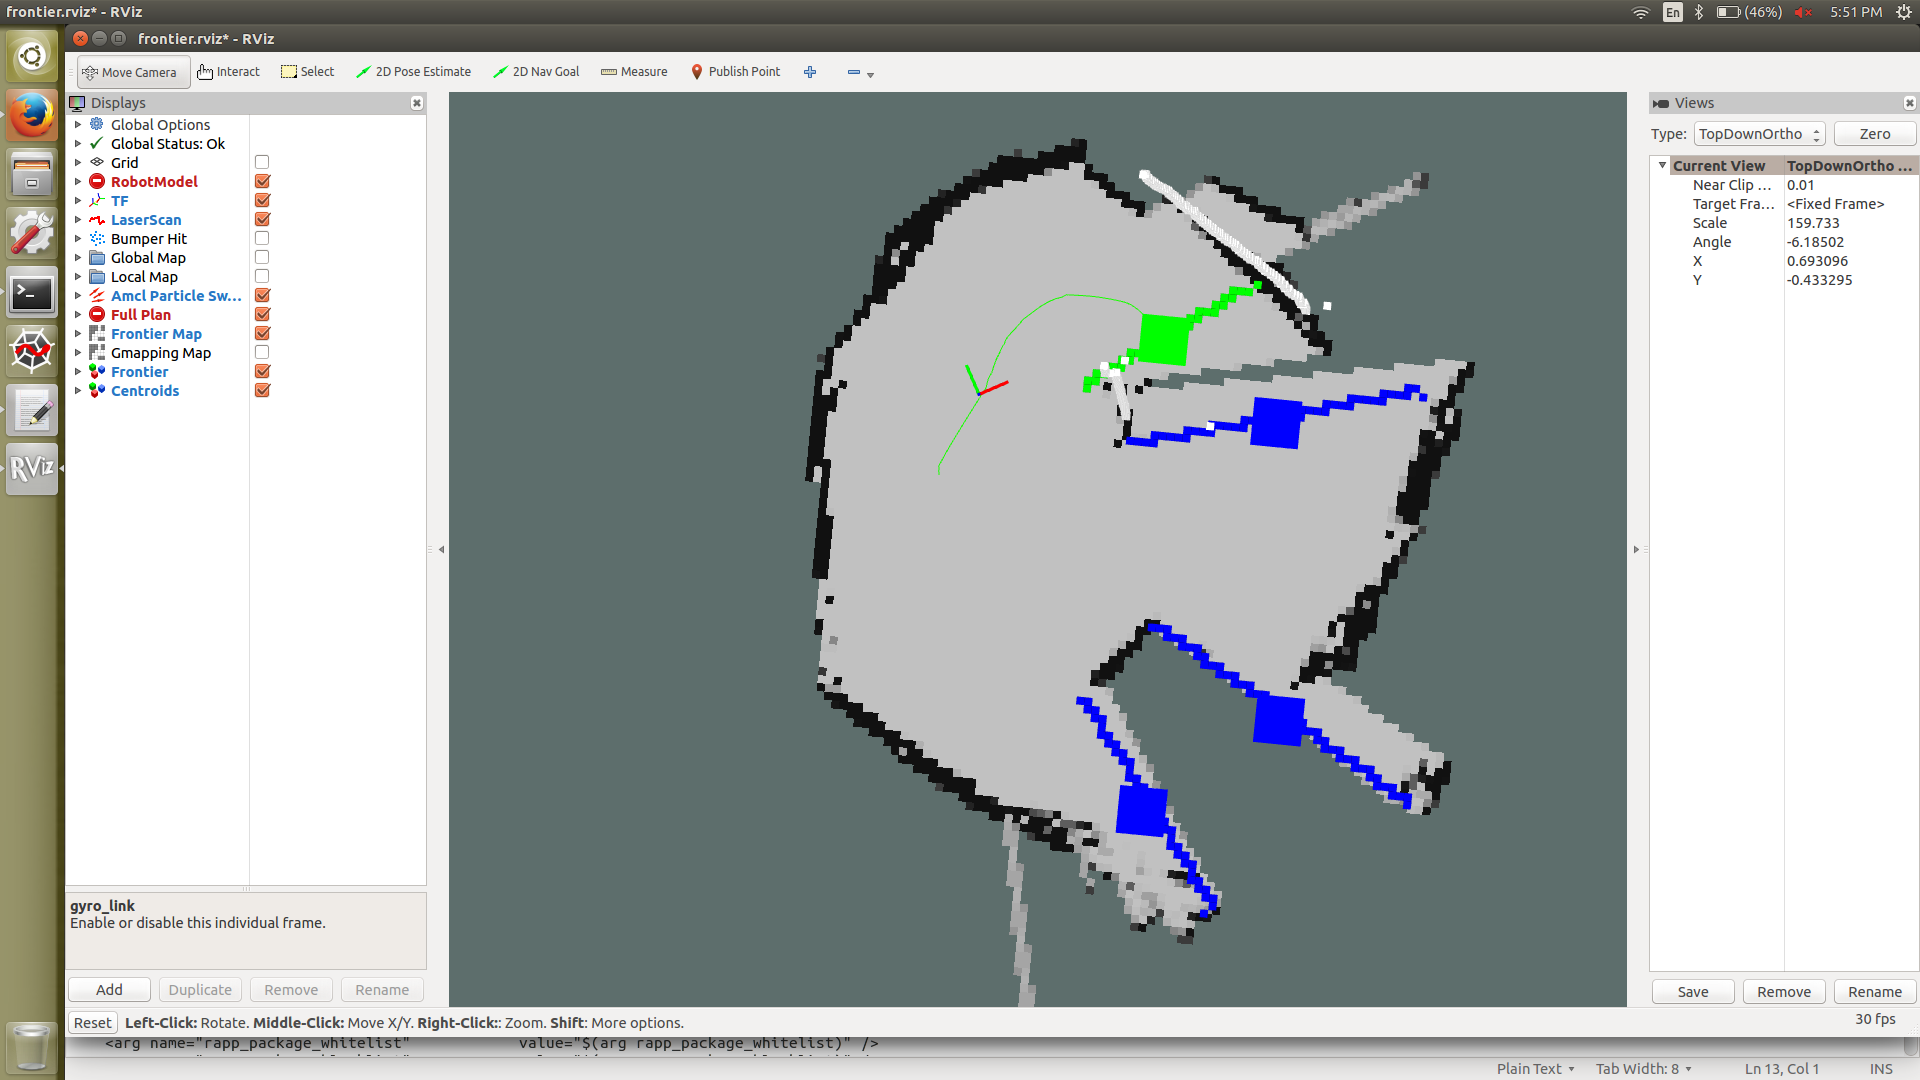 frontier.rviz* - RViz
En
(46%)
5:51 PM
frontier.rviz* - RViz
Move Camera
Interact
Select
2D Pose Estimate
2D Nav Goal
Measure
Publish Point
Displays
Global Options
Global Status: Ok
Grid
RobotModel
TF
LaserScan
Bumper Hit
Global Map
Local Map
Amcl Particle Sw...
Full Plan
Frontier Map
Gmapping Map
Frontier
Centroids
gyro_link
Enable or disable this individual frame.
Add
Duplicate
Remove
Rename
Views
Type:
TopDownOrtho
Zero
Current View
TopDownOrtho ...
Near Clip ...
0.01
Target Fra...
<Fixed Frame>
Scale
159.733
Angle
-6.18502
X
0.693096
Y
-0.433295
Save
Remove
Rename
RViz
Reset
Left-Click: Rotate. Middle-Click: Move X/Y. Right-Click:: Zoom. Shift: More options.
30 fps
<arg name="rapp_package_whitelist" value="$(arg rapp_package_whitelist)" />
Plain Text
Tab Width: 8
Ln 13, Col 1
INS